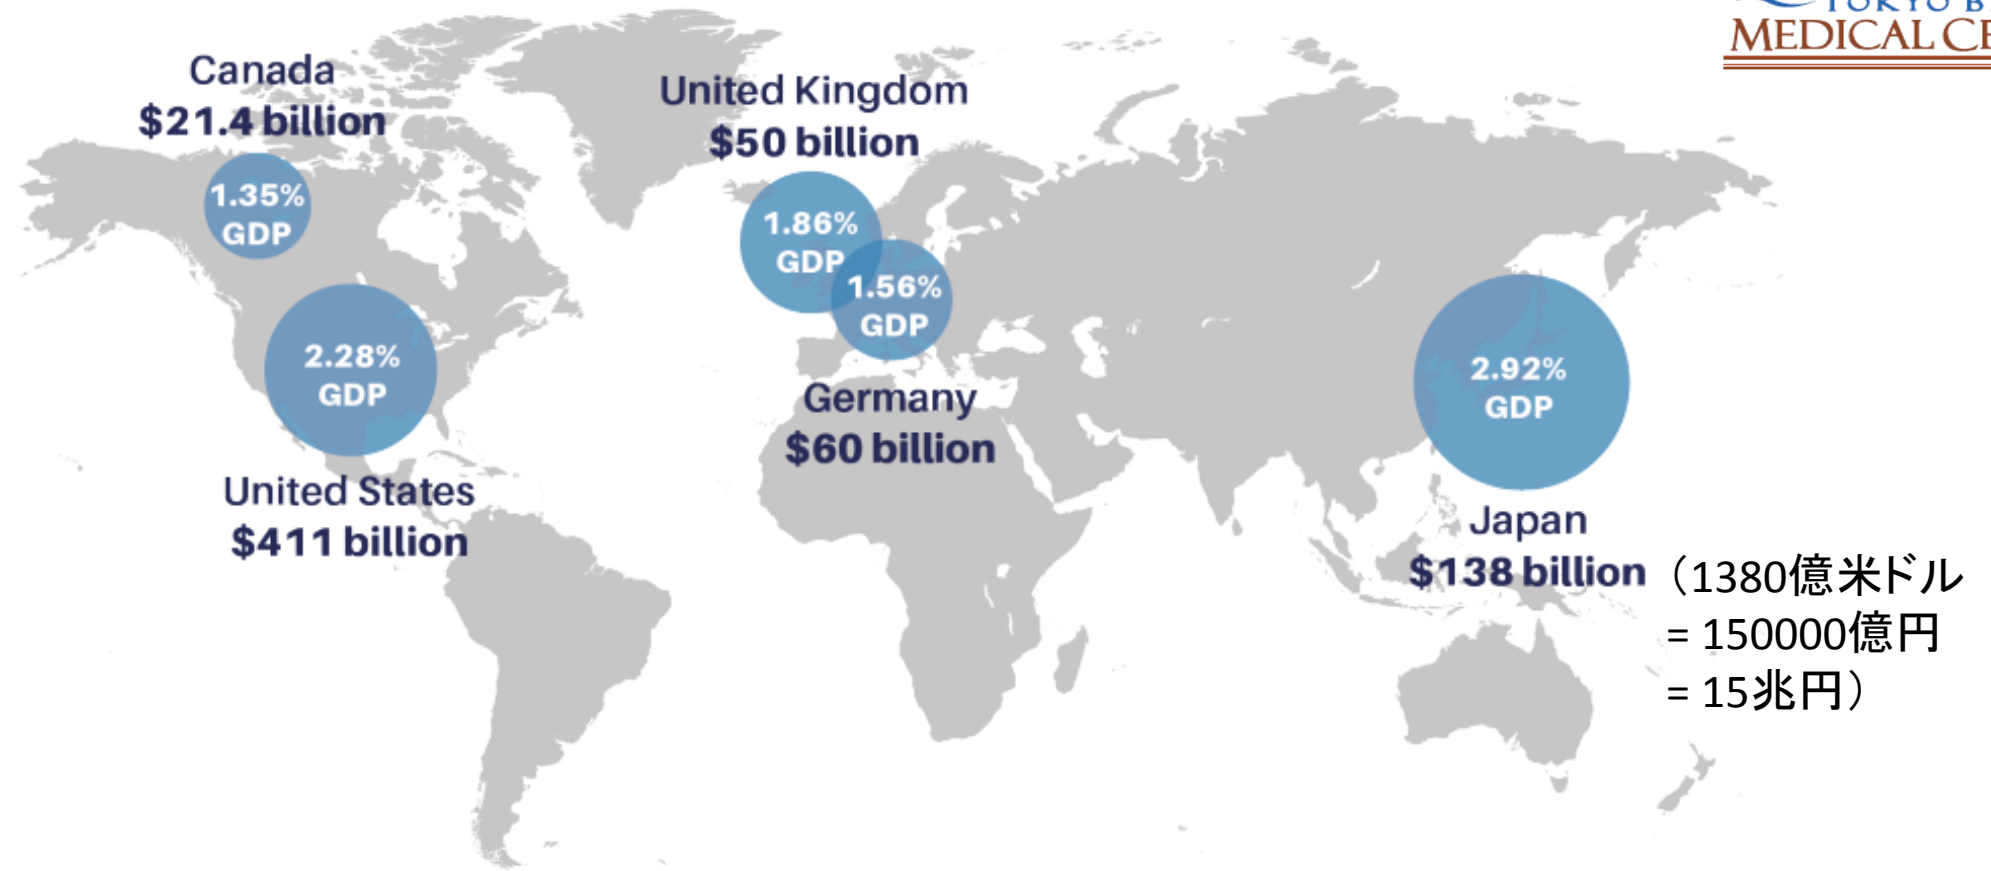 TOKYO
MEDICAL
Canada
$21.4 billion
1.35%
GDP
United Kingdom
$50 billion
1.86%
GDP
1.56%
GDP
Germany
$60 billion
2.28%
GDP
United States
$411 billion
2.92%
GDP
Japan
$138 billion（1380億米ドル
= 150000億円
= 15兆円）